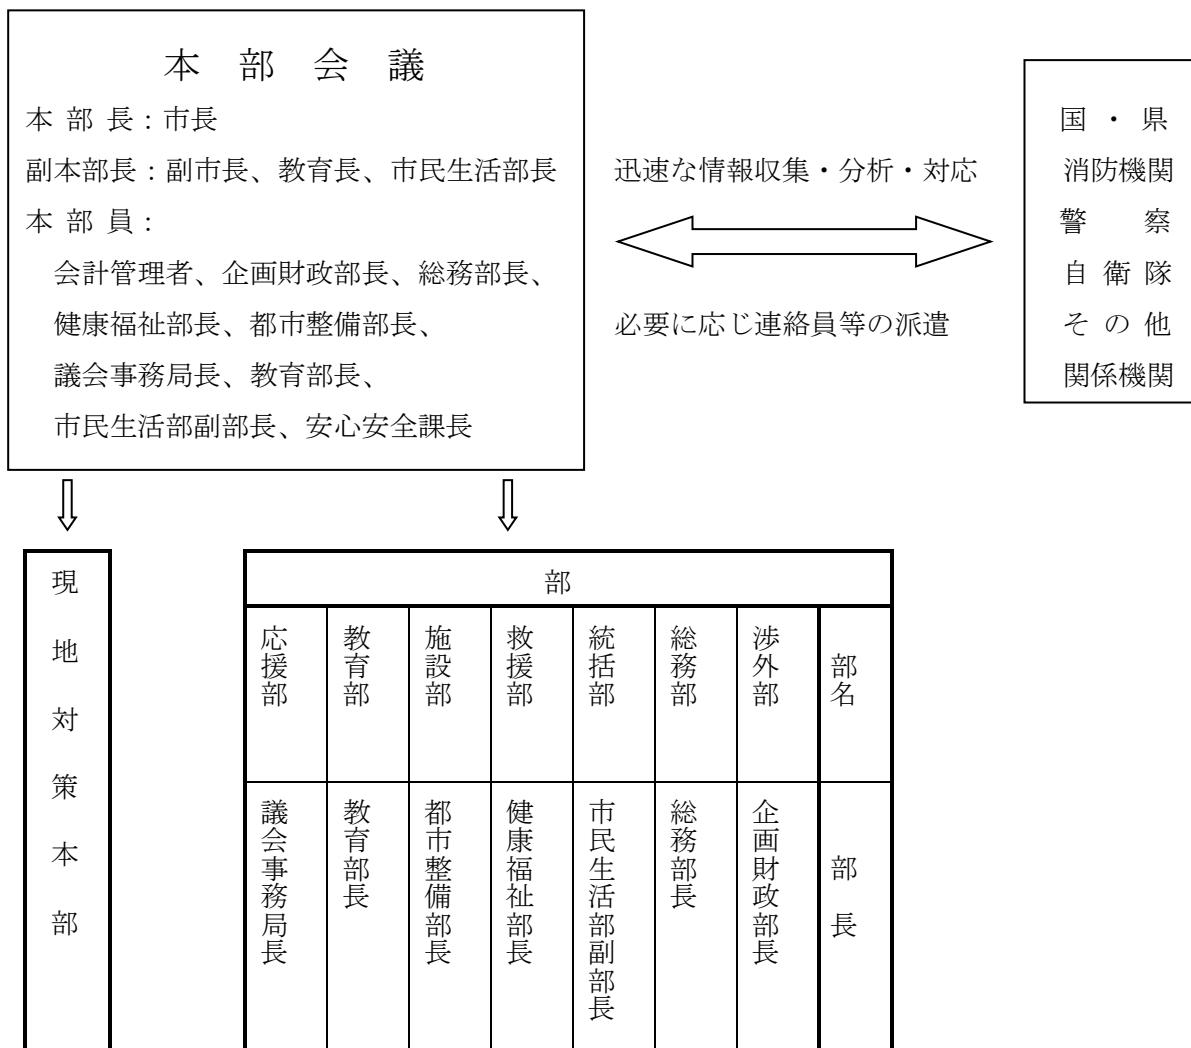 本部会議
本部長:市長
副本部長:副市長、教育長、市民生活部長
本部員:
会計管理者、企画財政部長、総務部長、
健康福祉部長、都市整備部長、
議会事務局長、教育部長、
市民生活部副部長、安心安全課長
迅速な情報収集・分析・対応
必要に応じ連絡員等の派遣
国・県
消防機関
警察
自衛隊
その他
関係機関
現地対策本部
部
部名
渉外部
総務部
統括部
救援部
施設部
教育部
応援部
部長
企画財政部長
総務部長
市民生活部副部長
健康福祉部長
都市整備部長
教育部長
議会事務局長